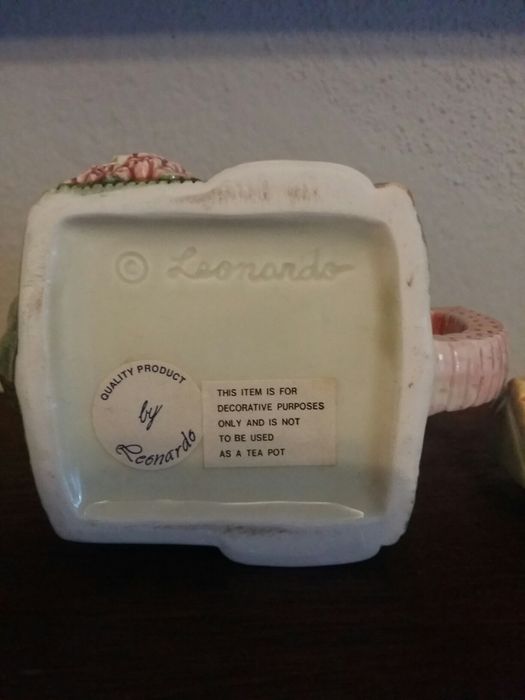 © Leonardo
QUALITY PRODUCT
by
Leonardo
THIS ITEM IS FOR
DECORATIVE PURPOSES
ONLY AND IS NOT
TO BE USED
AS A TEA POT